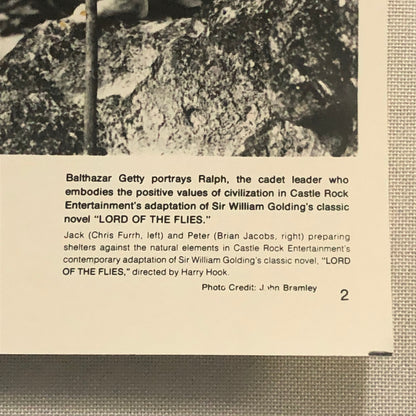 Balthazar Getty portrays Ralph, the cadet leader who
embodies the positive values of civilization in Castle Rock
Entertainment's adaptation of Sir William Golding's classic
novel "LORD OF THE FLIES."
Jack (Chris Furrh, left) and Peter (Brian Jacobs, right) preparing
shelters against the natural elements in Castle Rock Entertainment's
contemporary adaptation of Sir William Golding's classic novel, "LORD
OF THE FLIES," directed by Harry Hook.
Photo Credit: John Bramley
2